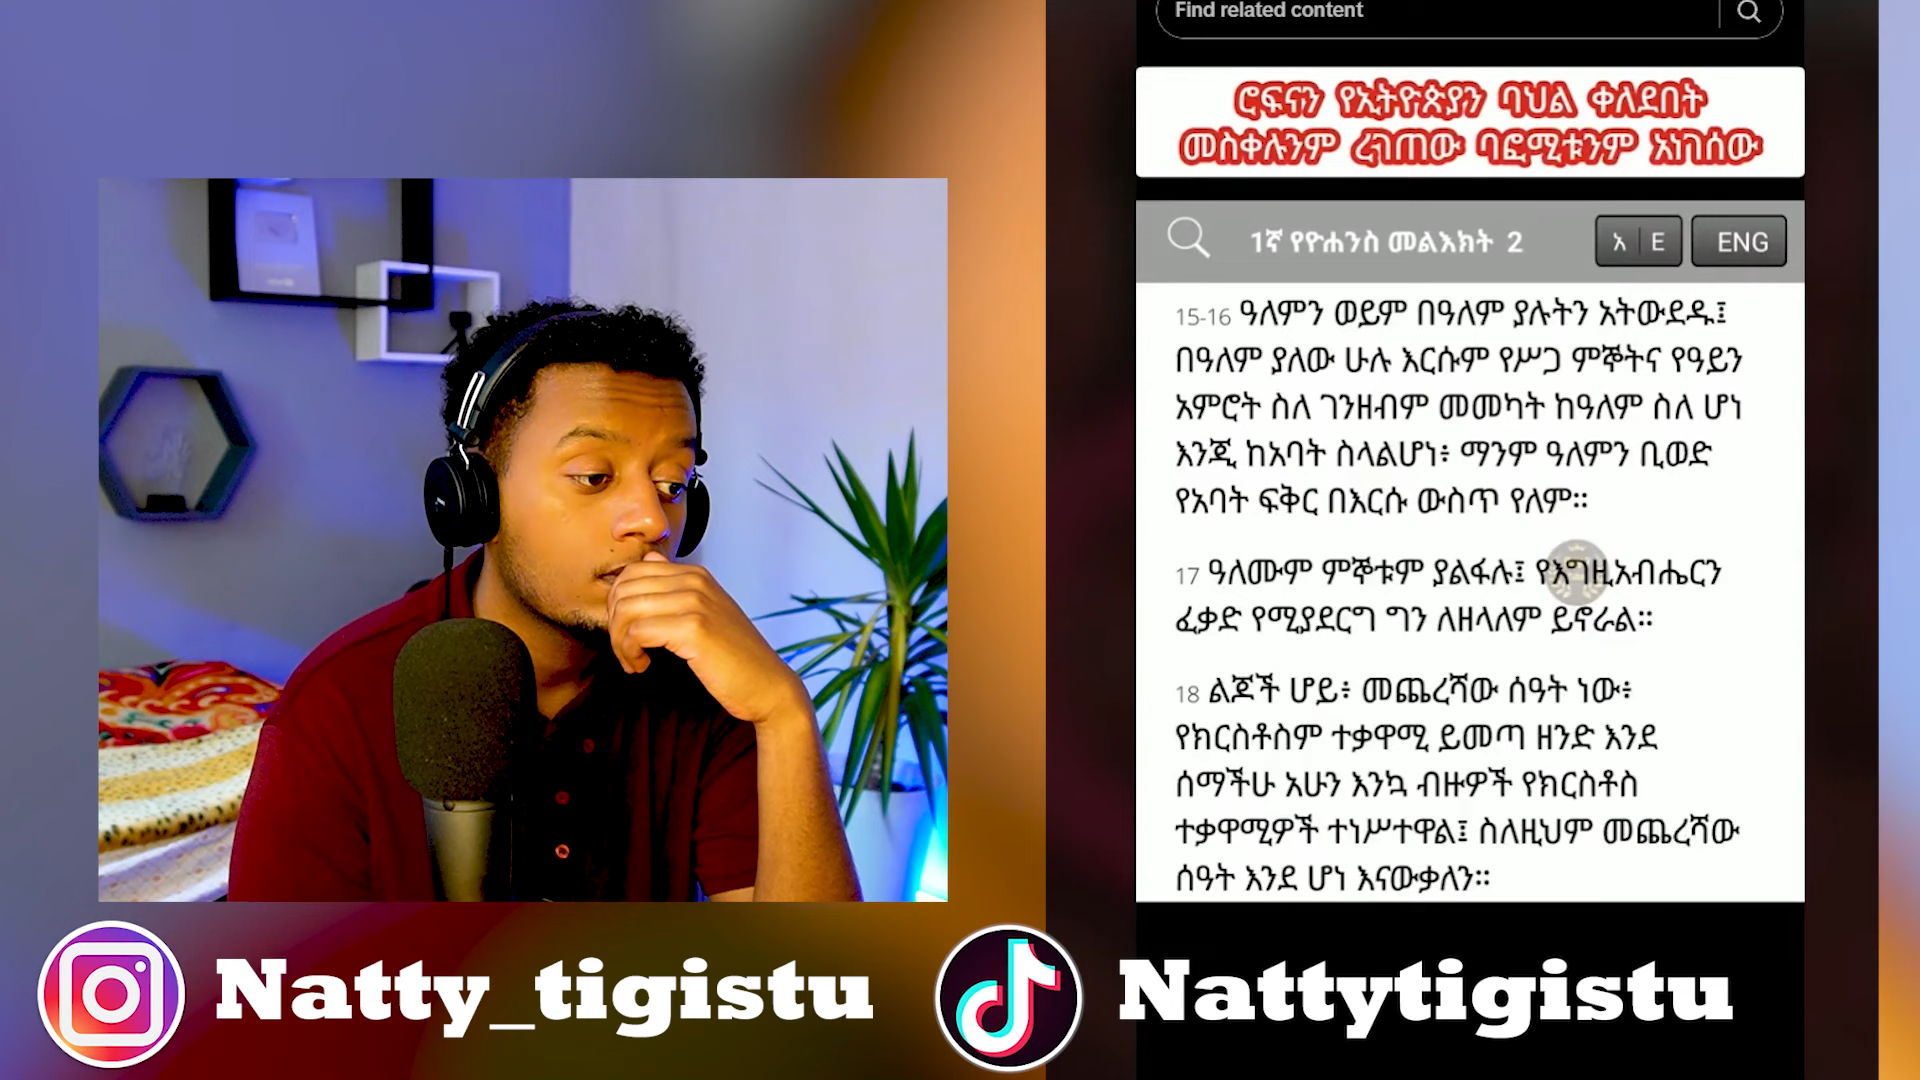 Find related content
ሮፍናን የኢትዮጵያን ባህል ቀለደበት
መስቀሉንም ረገጠው ባፎሚቱንም አነገሰው
1ኛ የዮሐንስ መልእክት 2
አ | E
ENG
15-16 ዓለምን ወይም በዓለም ያሉትን አትውደዱ፤
በዓለም ያለው ሁሉ እርሱም የሥጋ ምኞትና የዓይን
አምሮት ስለ ገንዘብም መመካት ከዓለም ስለ ሆነ
እንጂ ከአባት ስላልሆነ፥ ማንም ዓለምን ቢወድ
የአባት ፍቅር በእርሱ ውስጥ የለም።
17 ዓለሙም ምኞቱም ያልፋሉ፤ የእግዚአብሔርን
ፈቃድ የሚያደርግ ግን ለዘላለም ይኖራል።
18 ልጆች ሆይ፥ መጨረሻው ሰዓት ነው፥
የክርስቶስም ተቃዋሚ ይመጣ ዘንድ እንደ
ሰማችሁ አሁን እንኳ ብዙዎች የክርስቶስ
ተቃዋሚዎች ተነሥተዋል፤ ስለዚህም መጨረሻው
ሰዓት እንደ ሆነ እናውቃለን።
Natty_tigistu
Nattytigistu